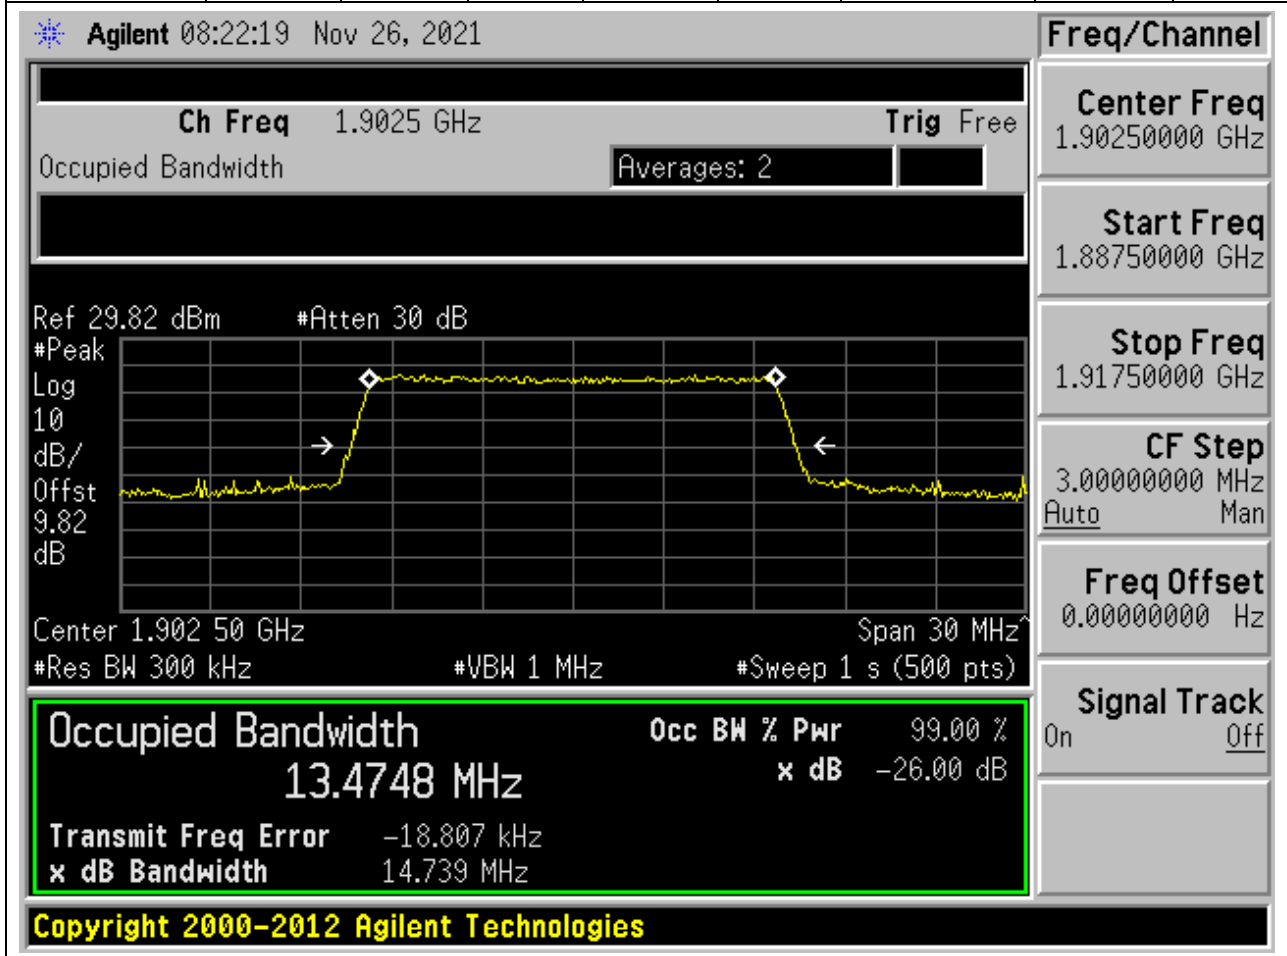 Agilent 08:22:19 Nov 26, 2021
Freq/Channel
Ch Freq 1.9025 GHz Trig Free
Occupied Bandwidth Averages: 2
Center Freq
1.90250000 GHz
Start Freq
1.88750000 GHz
Stop Freq
1.91750000 GHz
CF Step
3.00000000 MHz
Auto Man
Freq Offset
0.00000000 Hz
Signal Track
On Off
Ref 29.82 dBm #Atten 30 dB
#Peak
Log
10
dB/
Offst
9.82
dB
Center 1.902 50 GHz Span 30 MHz^
#Res BW 300 kHz #VBW 1 MHz #Sweep 1 s (500 pts)
Occupied Bandwidth Occ BW % Pwr 99.00 %
13.4748 MHz x dB -26.00 dB
Transmit Freq Error -18.807 kHz
x dB Bandwidth 14.739 MHz
Copyright 2000-2012 Agilent Technologies